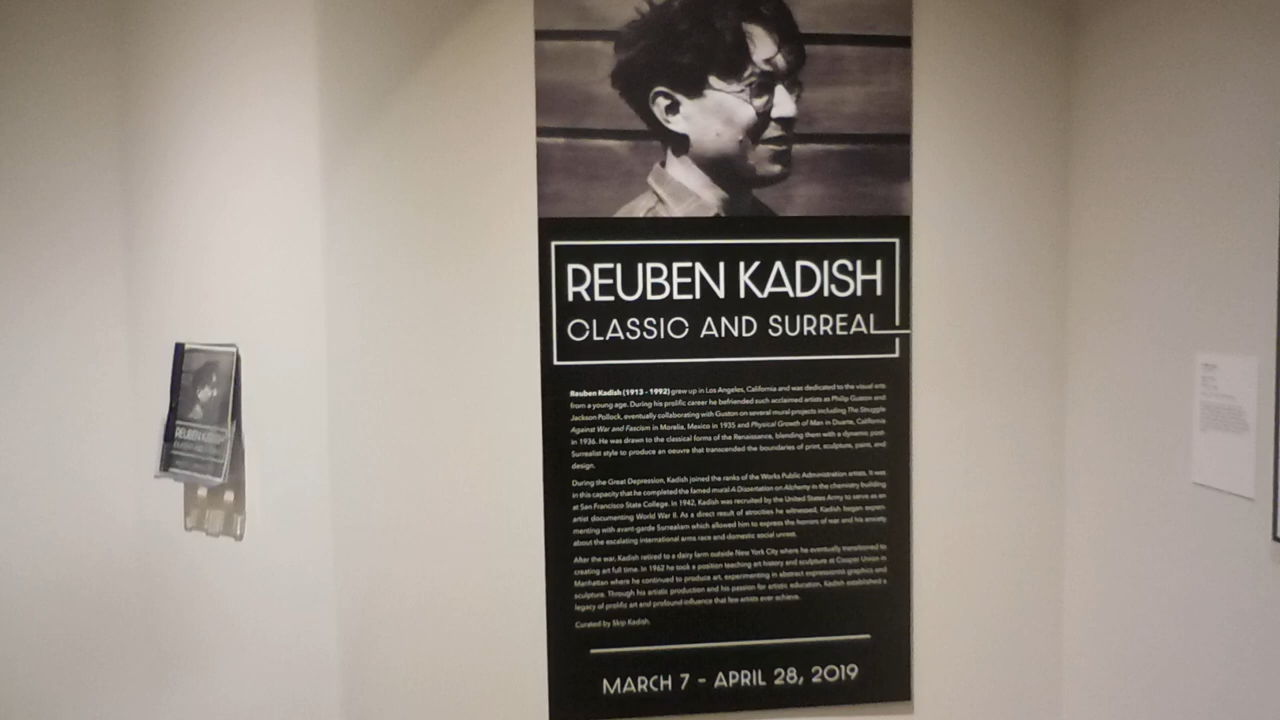 REUBEN KADISH
CLASSIC AND SURREAL
Reuben Kadish (1913 - 1992) grew up in Los Angeles, California and was dedicated to the visual arts
from a young age. During his prolific career he befriended such acclaimed artists as Philip Guston and
Jackson Pollock, eventually collaborating with Guston on several mural projects including The Struggle
Against War and Fascism in Morelia, Mexico in 1935 and Physical Growth of Man in Duarte, California
in 1936. He was drawn to the classical forms of the Renaissance, blending them with a dynamic post-
Surrealist style to produce an oeuvre that transcended the boundaries of print, sculpture, paint, and
design.
During the Great Depression, Kadish joined the ranks of the Works Public Administration artists. It was
in this capacity that he completed the famed mural A Dissertation on Alchemy in the chemistry building
at San Francisco State College. In 1942, Kadish was recruited by the United States Army to serve as an
artist documenting World War II. As a direct result of atrocities he witnessed, Kadish began experi-
menting with avant-garde Surrealism which allowed him to express the horrors of war and his anxiety
about the escalating international arms race and domestic social unrest.
After the war, Kadish retired to a dairy farm outside New York City where he eventually transitioned to
creating art full time. In 1962 he took a position teaching art history and sculpture at Cooper Union in
Manhattan where he continued to produce art, experimenting in abstract expressionist graphics and
sculpture. Through his artistic production and his passion for artistic education, Kadish established a
legacy of prolific art and profound influence that few artists ever achieve.
Curated by Skip Kadish.
MARCH 7 - APRIL 28, 2019
REUBEN KADISH